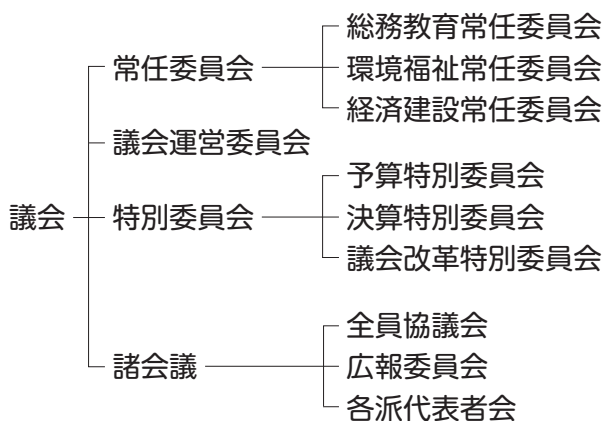 議会
常任委員会
総務教育常任委員会
環境福祉常任委員会
経済建設常任委員会
議会運営委員会
特別委員会
予算特別委員会
決算特別委員会
議会改革特別委員会
諸会議
全員協議会
広報委員会
各派代表者会